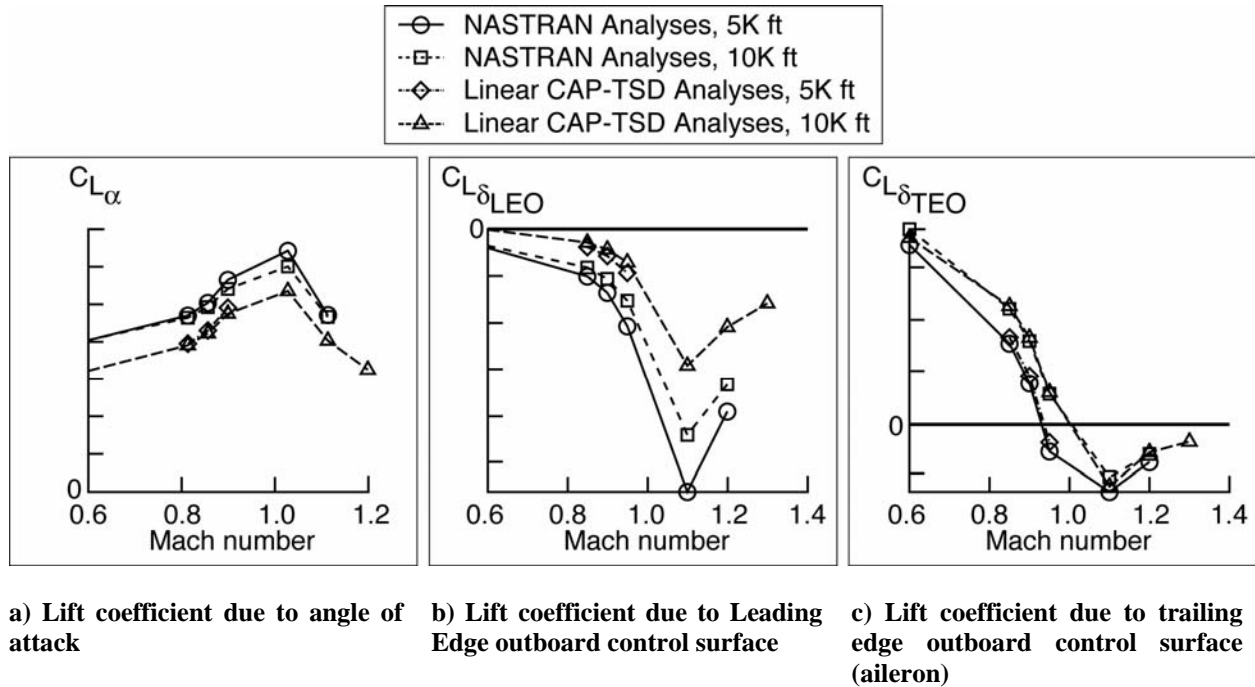 NASTRAN Analyses, 5K ft
NASTRAN Analyses, 10K ft
Linear CAP-TSD Analyses, 5K ft
Linear CAP-TSD Analyses, 10K ft
CLα
0
0.6 0.8 1.0 1.2
Mach number
CLδLEO
0
0.6 0.8 1.0 1.2 1.4
Mach number
CLδTEO
0
0.6 0.8 1.0 1.2 1.4
Mach number
a) Lift coefficient due to angle of
attack
b) Lift coefficient due to Leading
Edge outboard control surface
c) Lift coefficient due to trailing
edge outboard control surface
(aileron)